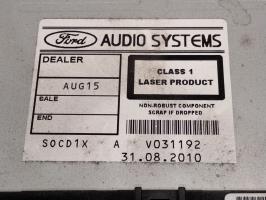 Ford AUDIO SYSTEMS
DEALER
AUG15
SALE
END
CLASS 1
LASER PRODUCT
NON-ROBUST COMPONENT
SCRAP IF DROPPED
SOCD1X A V031192
31.08.2010